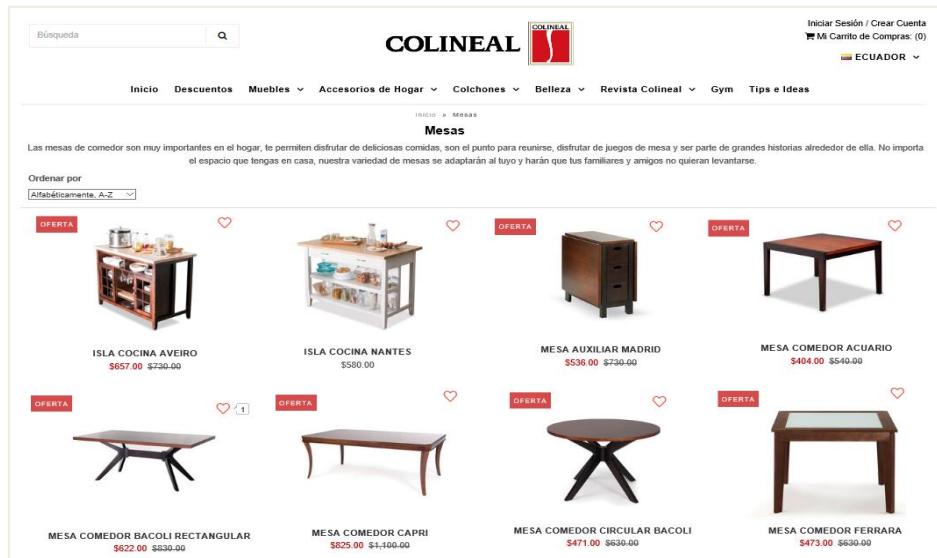 Búsqueda
COLINEAL
COLINEAL
Iniciar Sesión / Crear Cuenta
Mi Carrito de Compras: (0)
ECUADOR
Inicio Descuentos Muebles Accesorios de Hogar Colchones Belleza Revista Colineal Gym Tips e Ideas
Inicio » Mesas
Mesas
Las mesas de comedor son muy importantes en el hogar, te permiten disfrutar de deliciosas comidas, son el punto para reunirse, disfrutar de juegos de mesa y ser parte de grandes historias alrededor de ella. No importa
el espacio que tengas en casa, nuestra variedad de mesas se adaptarán al tuyo y harán que tus familiares y amigos no quieran levantarse.
Ordenar por
Alfabéticamente, A-Z
OFERTA
ISLA COCINA AVEIRO
$657.00 $730.00
ISLA COCINA NANTES
$580.00
OFERTA
MESA AUXILIAR MADRID
$536.00 $730.00
OFERTA
MESA COMEDOR ACUARIO
$404.00 $540.00
OFERTA
1
MESA COMEDOR BACOLI RECTANGULAR
$622.00 $830.00
OFERTA
MESA COMEDOR CAPRI
$825.00 $1,100.00
OFERTA
MESA COMEDOR CIRCULAR BACOLI
$471.00 $630.00
OFERTA
MESA COMEDOR FERRARA
$473.00 $630.00